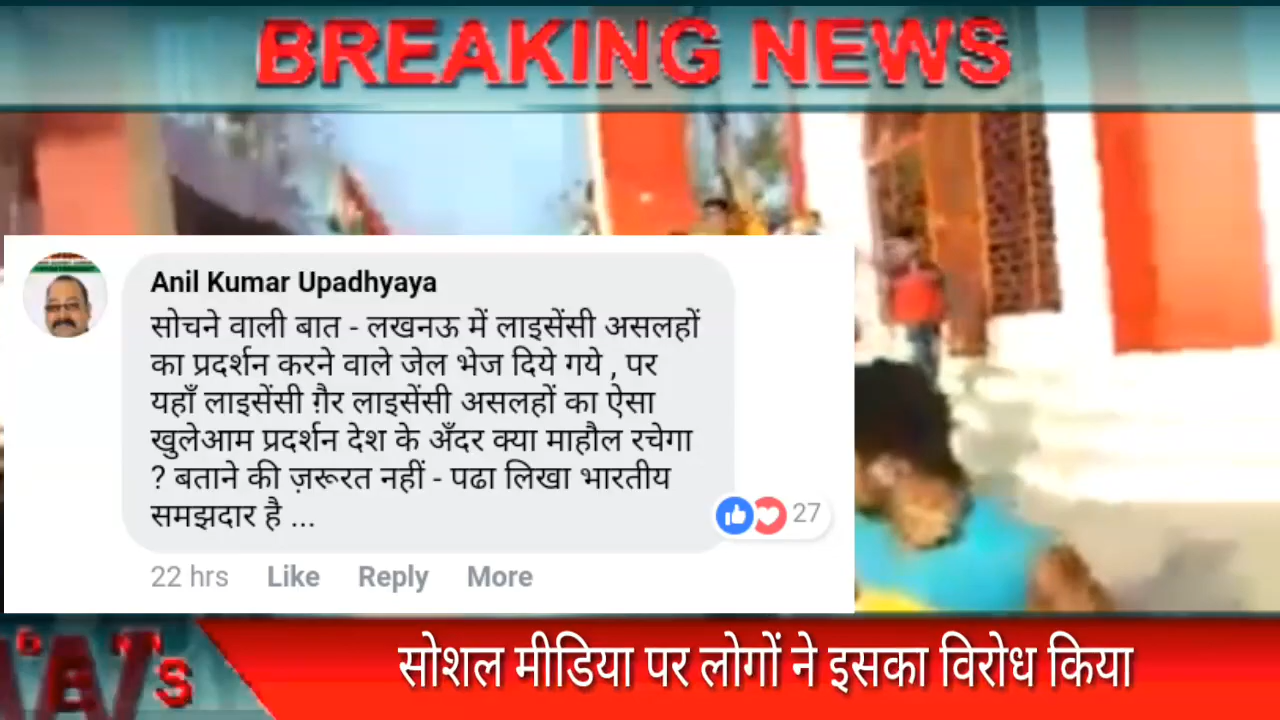 BREAKING NEWS
Anil Kumar Upadhyaya
सोचने वाली बात - लखनऊ में लाइसेंसी असलहों
का प्रदर्शन करने वाले जेल भेज दिये गये , पर
यहाँ लाइसेंसी ग़ैर लाइसेंसी असलहों का ऐसा
खुलेआम प्रदर्शन देश के अँदर क्या माहौल रचेगा
? बताने की ज़रूरत नहीं - पढा लिखा भारतीय
समझदार है ...
27
22 hrs Like Reply More
सोशल मीडिया पर लोगों ने इसका विरोध किया